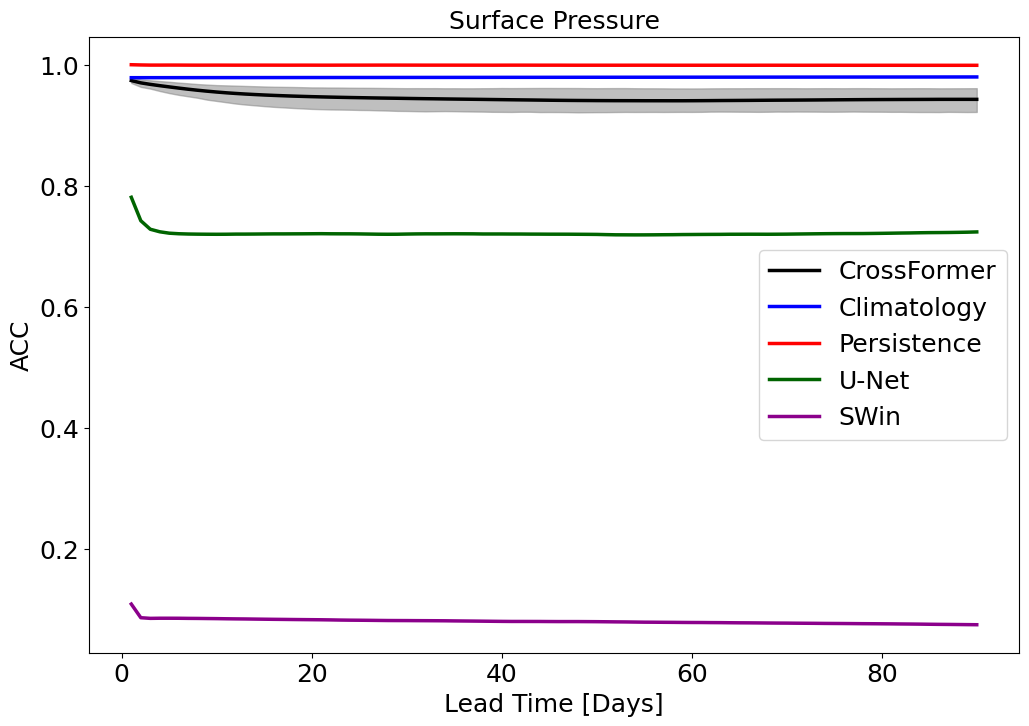 Surface Pressure
ACC
1.0
0.8
0.6
0.4
0.2
CrossFormer
Climatology
Persistence
U-Net
SWin
0 20 40 60 80
Lead Time [Days]